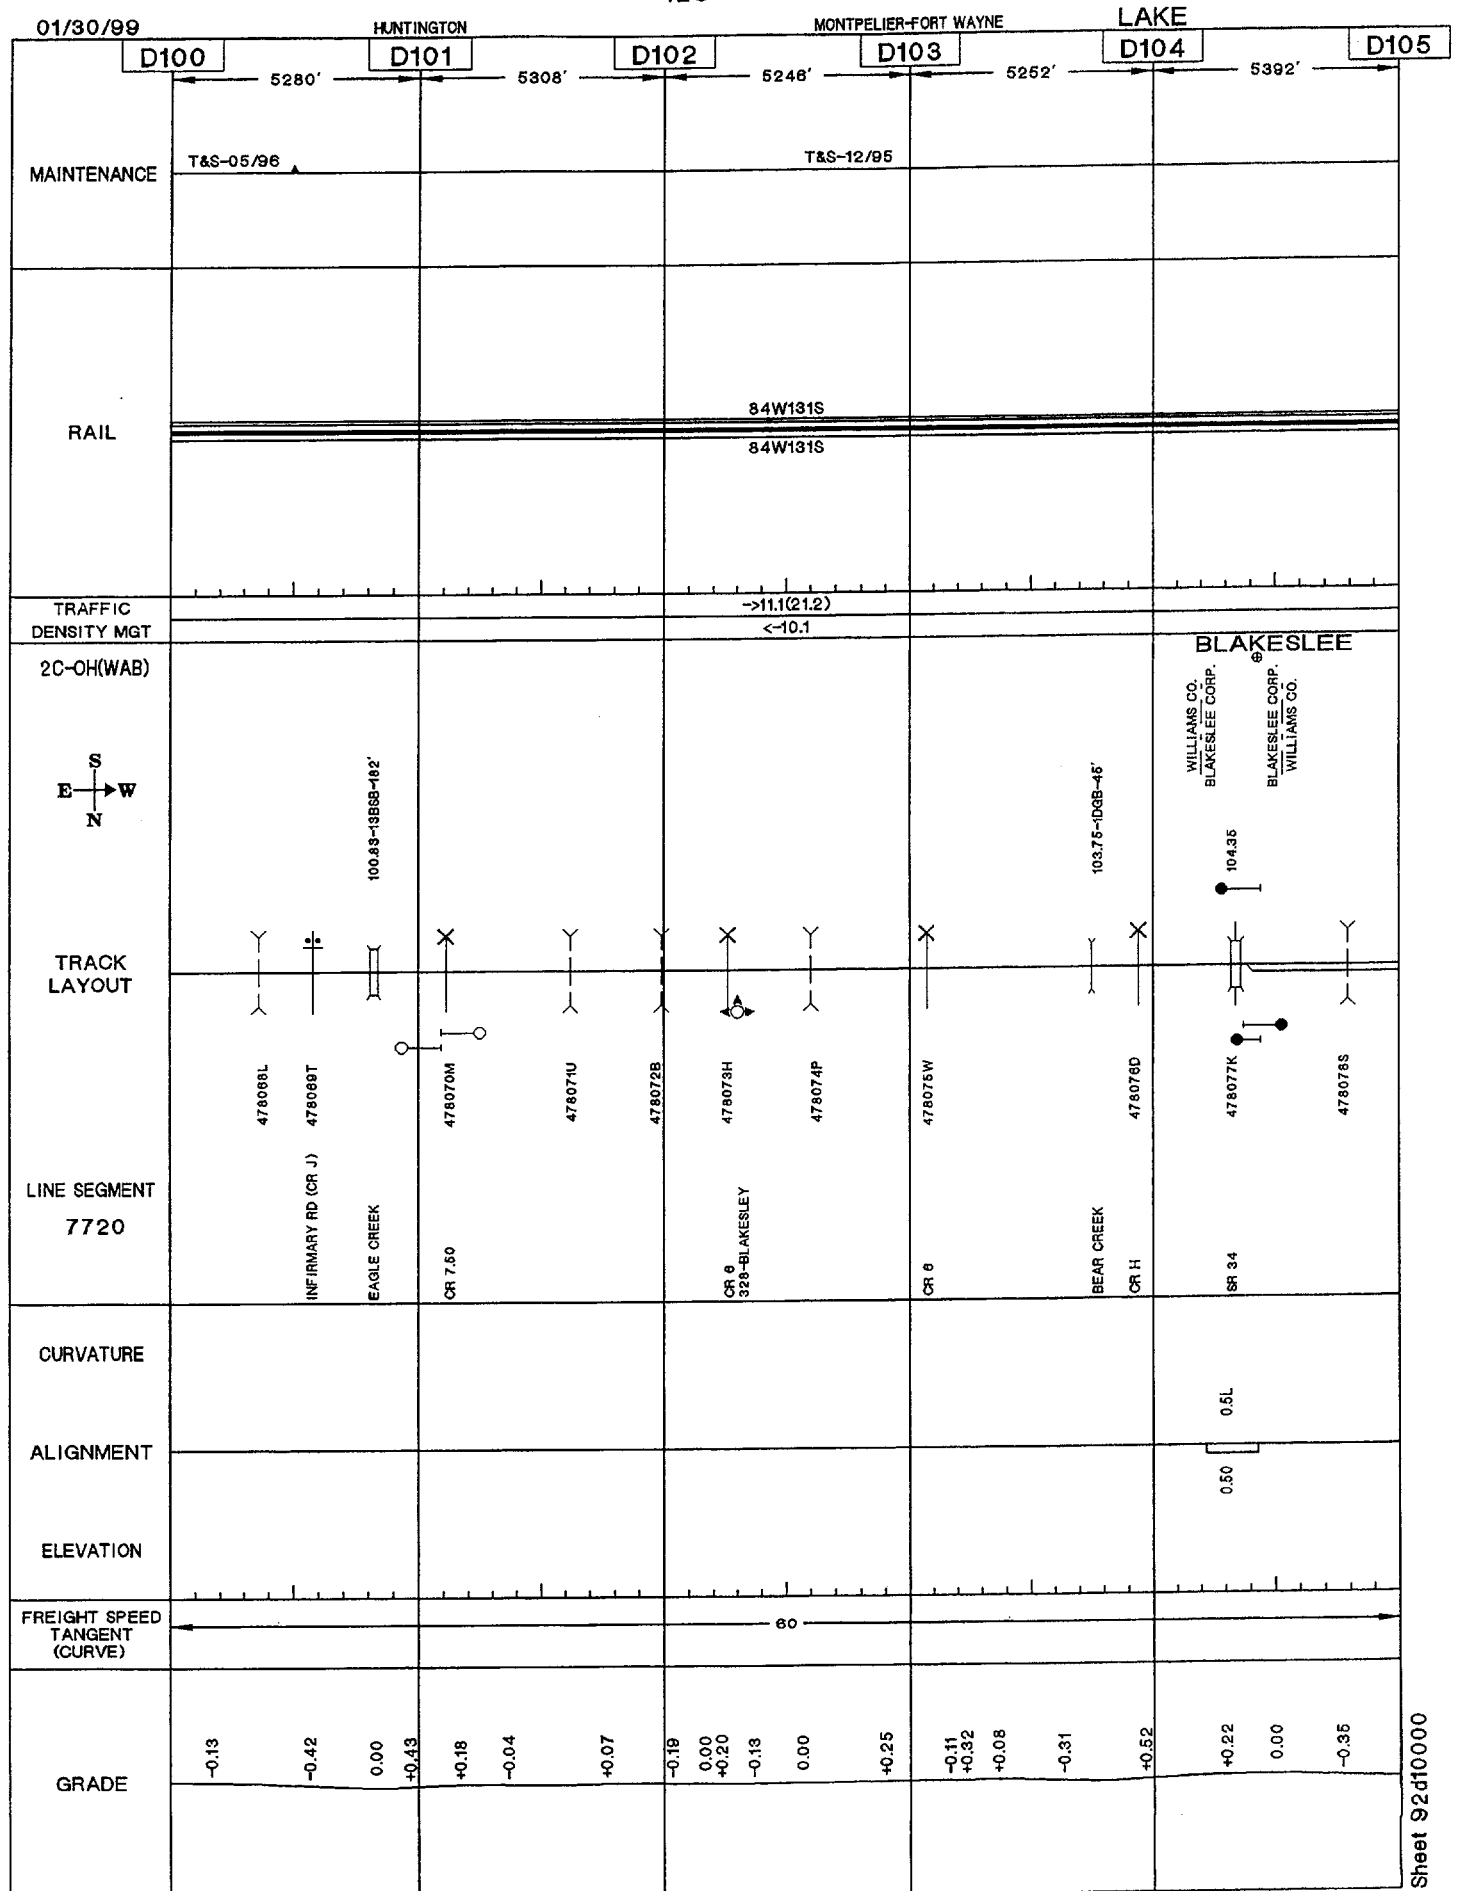 01/30/99
HUNTINGTON
MONTPELIER-FORT WAYNE
LAKE
D100
D101
D102
D103
D104
D105
5280'
5308'
5246'
5252'
5392'
MAINTENANCE
T&S-05/96
T&S-12/95
RAIL
84W131S
84W131S
TRAFFIC
DENSITY MGT
->11.1(21.2)
<-10.1
2C-OH(WAB)
BLAKESLEE
WILLIAMS CO.
BLAKESLEE CORP.
BLAKESLEE CORP.
WILLIAMS CO.
S
E W
N
100.83-13BSB-182'
103.75-1DGB-45'
104.35
TRACK
LAYOUT
478068L
478069T
478070M
478071U
478072B
478073H
478074P
478075W
478076D
478077K
478078S
LINE SEGMENT
7720
INFIRMARY RD (CR J)
EAGLE CREEK
CR 7.50
CR 6
328-BLAKESLEY
CR 6
BEAR CREEK
CR H
SR 34
CURVATURE
0.5L
ALIGNMENT
0.50
ELEVATION
FREIGHT SPEED
TANGENT
(CURVE)
60
GRADE
-0.13
-0.42
0.00
+0.43
+0.18
-0.04
+0.07
-0.19
0.00
+0.20
-0.13
0.00
+0.25
-0.11
+0.32
+0.08
-0.31
+0.52
+0.22
0.00
-0.35
Sheet 92d10000